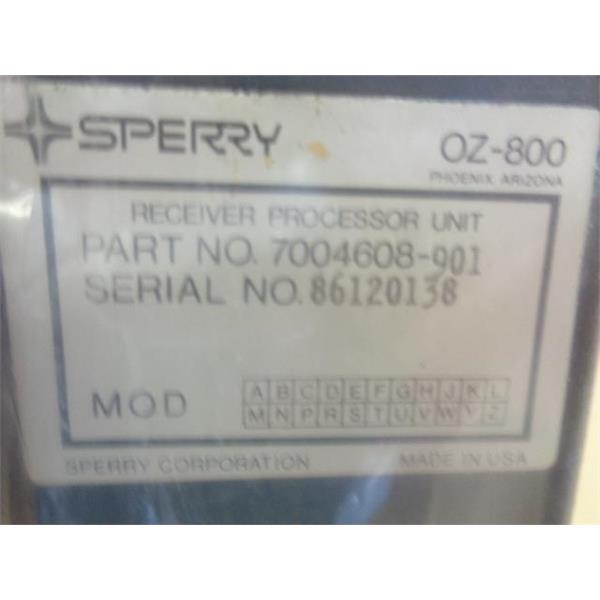 SPERRY OZ-800
PHOENIX, ARIZONA
RECEIVER PROCESSOR UNIT
PART NO. 7004608-901
SERIAL NO. 86120138
MOD A B C D E F G H J K L
M N P R S T U V W Y Z
SPERRY CORPORATION MADE IN USA